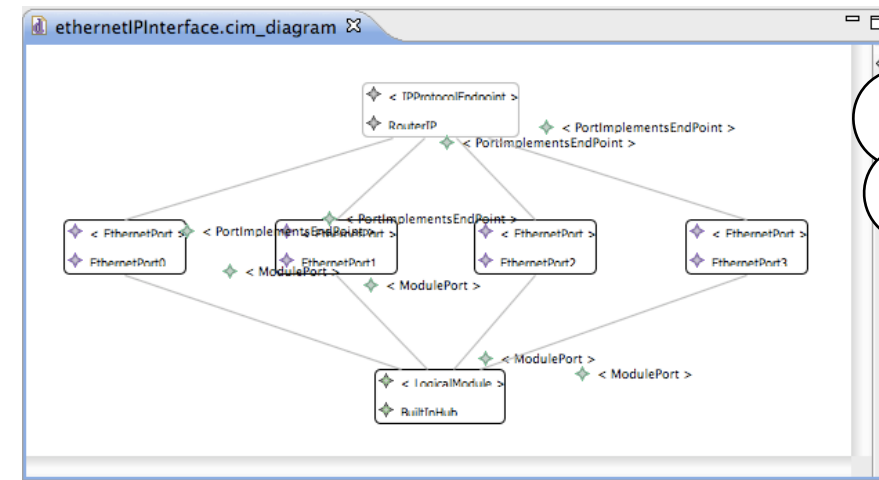 ethernetIPInterface.cim_diagram
< IPProtocolEndpoint >
RouterIP
< PortImplementsEndPoint >
< PortImplementsEndPoint >
< PortImplementsEndPoint >
< EthernetPort >
< PortImplementsEndPoint >
< EthernetPort >
< EthernetPort >
< EthernetPort >
EthernetPort0
EthernetPort1
EthernetPort2
EthernetPort3
< ModulePort >
< ModulePort >
< ModulePort >
< ModulePort >
< LogicalModule >
BuiltInHub